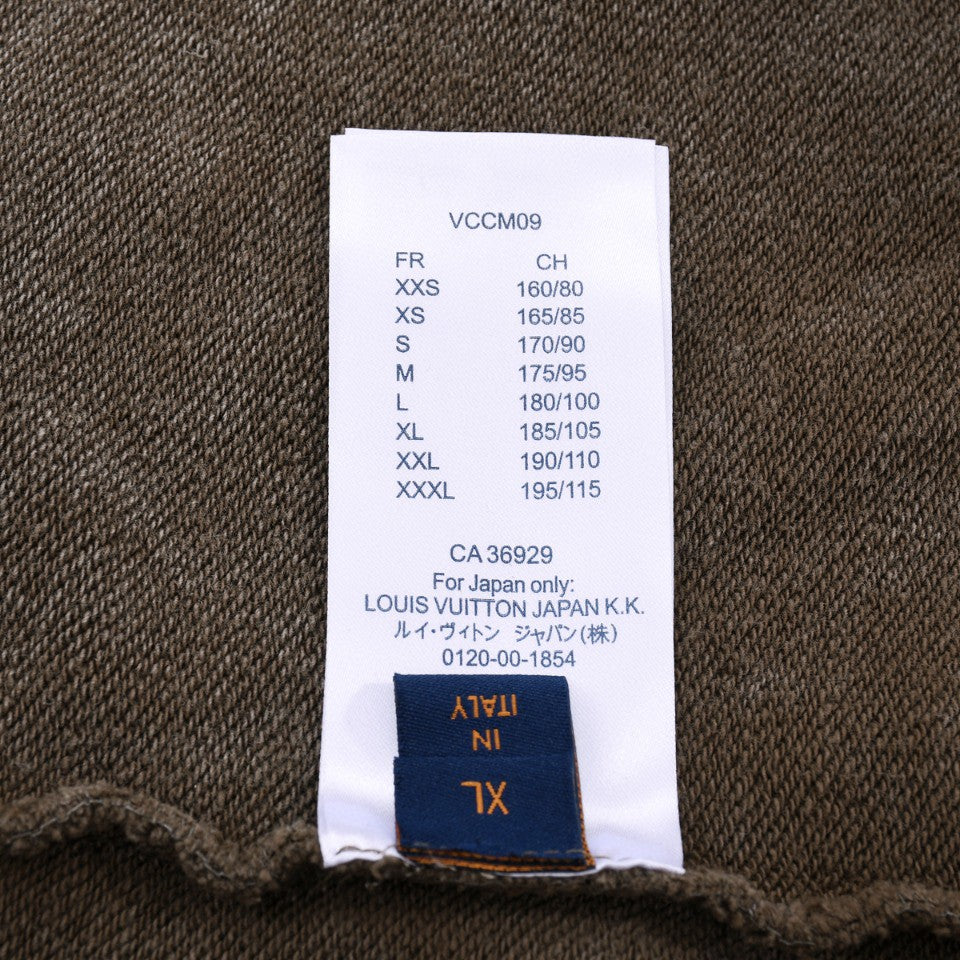 VCCM09
FR CH
XXS 160/80
XS 165/85
S 170/90
M 175/95
L 180/100
XL 185/105
XXL 190/110
XXXL 195/115
CA 36929
For Japan only:
LOUIS VUITTON JAPAN K.K.
ルイ・ヴィトン ジャパン(株)
0120-00-1854
IN
ITALY
XL